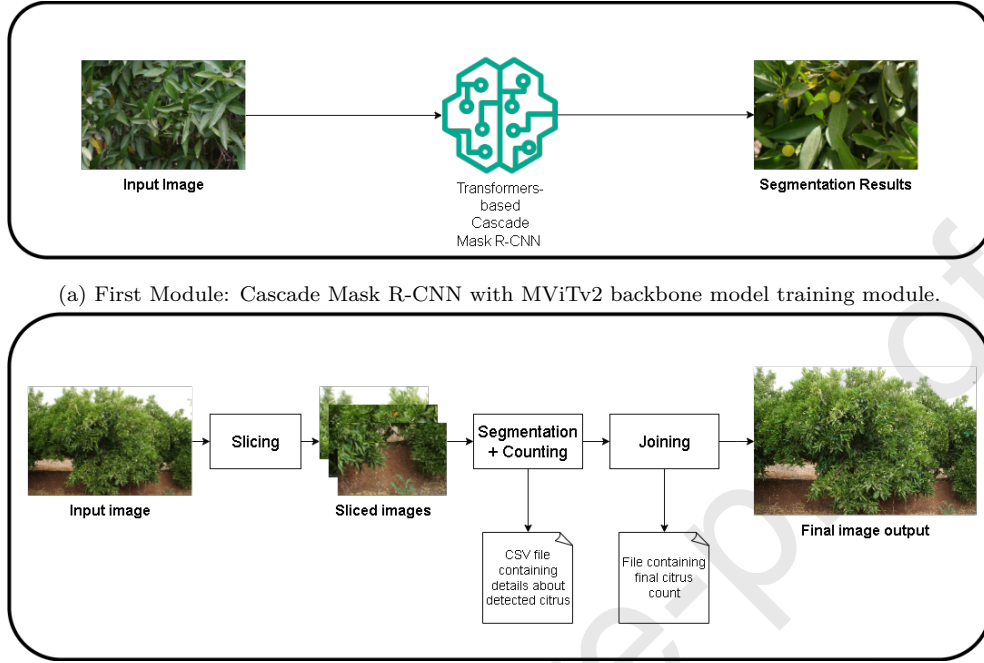 Input Image
Transformers-
based
Cascade
Mask R-CNN
Segmentation Results
(a) First Module: Cascade Mask R-CNN with MViTv2 backbone model training module.
Input image
Slicing
Sliced images
Segmentation
+ Counting
Joining
Final image output
CSV file
containing
details about
detected citrus
File containing
final citrus
count
e-proof